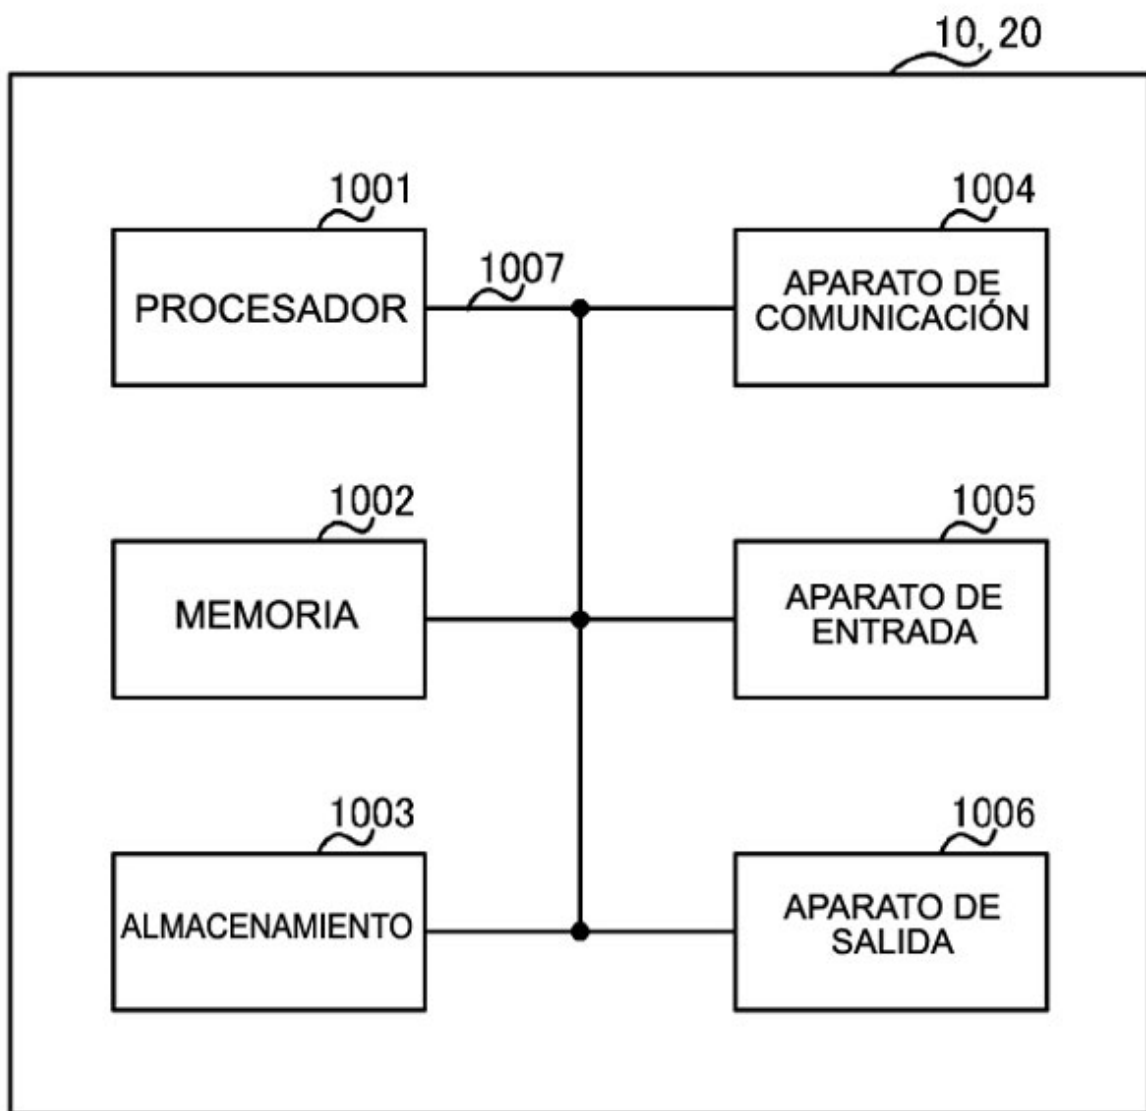 10, 20
1001
1004
PROCESADOR
1007
APARATO DE
COMUNICACIÓN
1002
1005
MEMORIA
APARATO DE
ENTRADA
1003
1006
ALMACENAMIENTO
APARATO DE
SALIDA